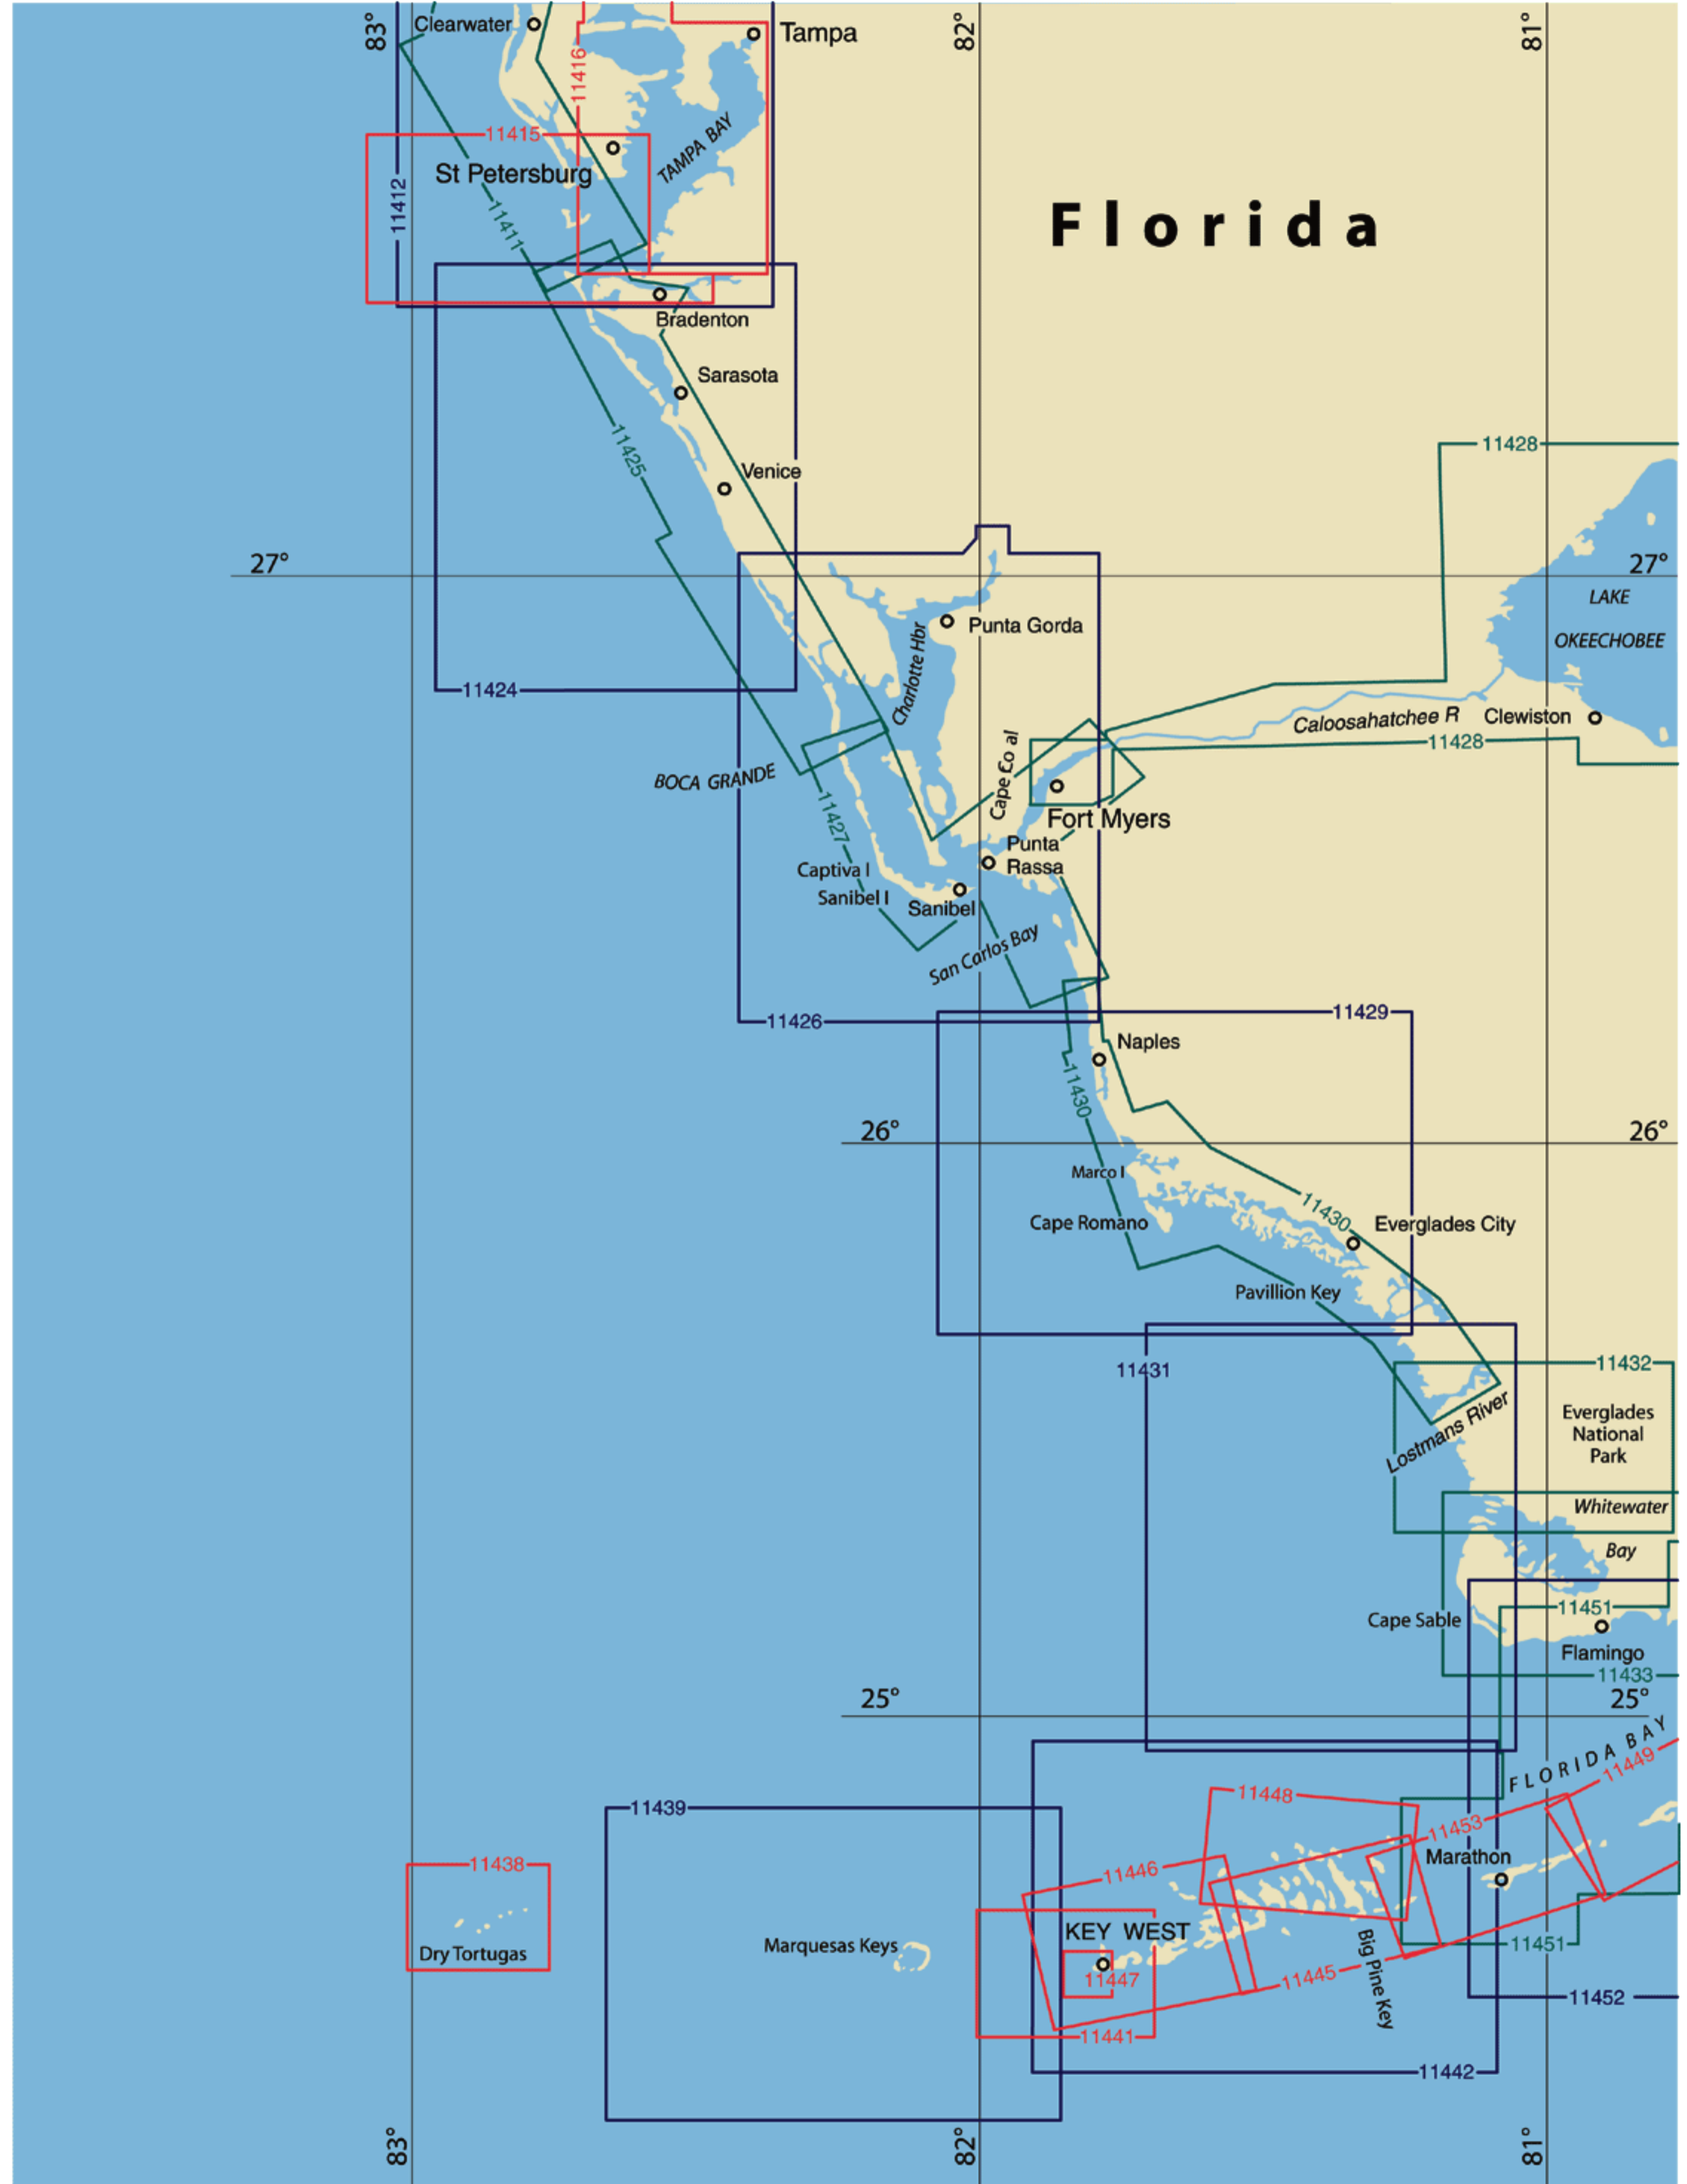 83°
Clearwater
11416
Tampa
82°
81°
11415
TAMPA BAY
St Petersburg
11412
11411
Florida
Bradenton
Sarasota
11425
Venice
11428
27°
27°
LAKE
OKEECHOBEE
Punta Gorda
Charlotte Hbr
11424
Caloosahatchee R
Clewiston
11428
BOCA GRANDE
Cape Co al
11427
Fort Myers
Punta
Rassa
Captiva I
Sanibel I
Sanibel
San Carlos Bay
11426
11429
Naples
11430
26°
26°
Marco I
Cape Romano
11430
Everglades City
Pavillion Key
11431
11432
Lostmans River
Everglades
National
Park
Whitewater
Bay
Cape Sable
11451
Flamingo
11433
25°
25°
FLORIDA BAY
11449
11448
11439
11453
Marathon
11438
11446
Dry Tortugas
Marquesas Keys
KEY WEST
11447
Big Pine Key
11451
11445
11452
11441
11442
83°
82°
81°